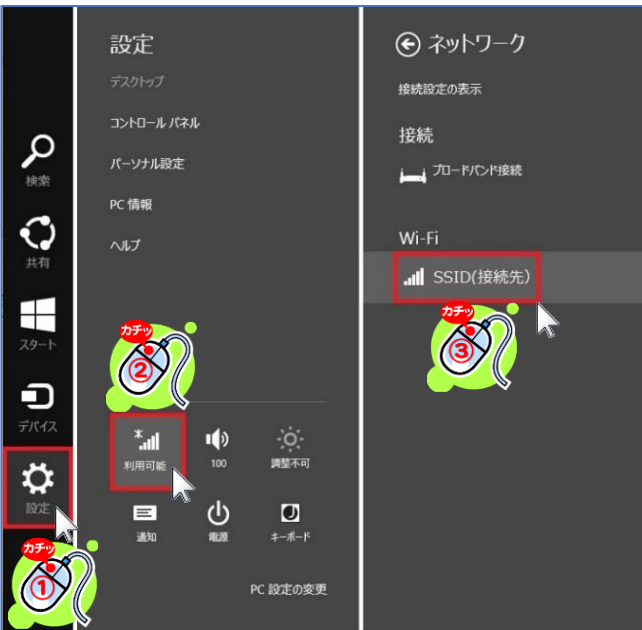 検索
共有
スタート
デバイス
設定
カチッ
①
設定
デスクトップ
コントロール パネル
パーソナル設定
PC 情報
ヘルプ
カチッ
②
利用可能
100
調整不可
通知
電源
キーボード
PC 設定の変更
ネットワーク
接続設定の表示
接続
ブロードバンド接続
Wi-Fi
SSID(接続先)
カチッ
③